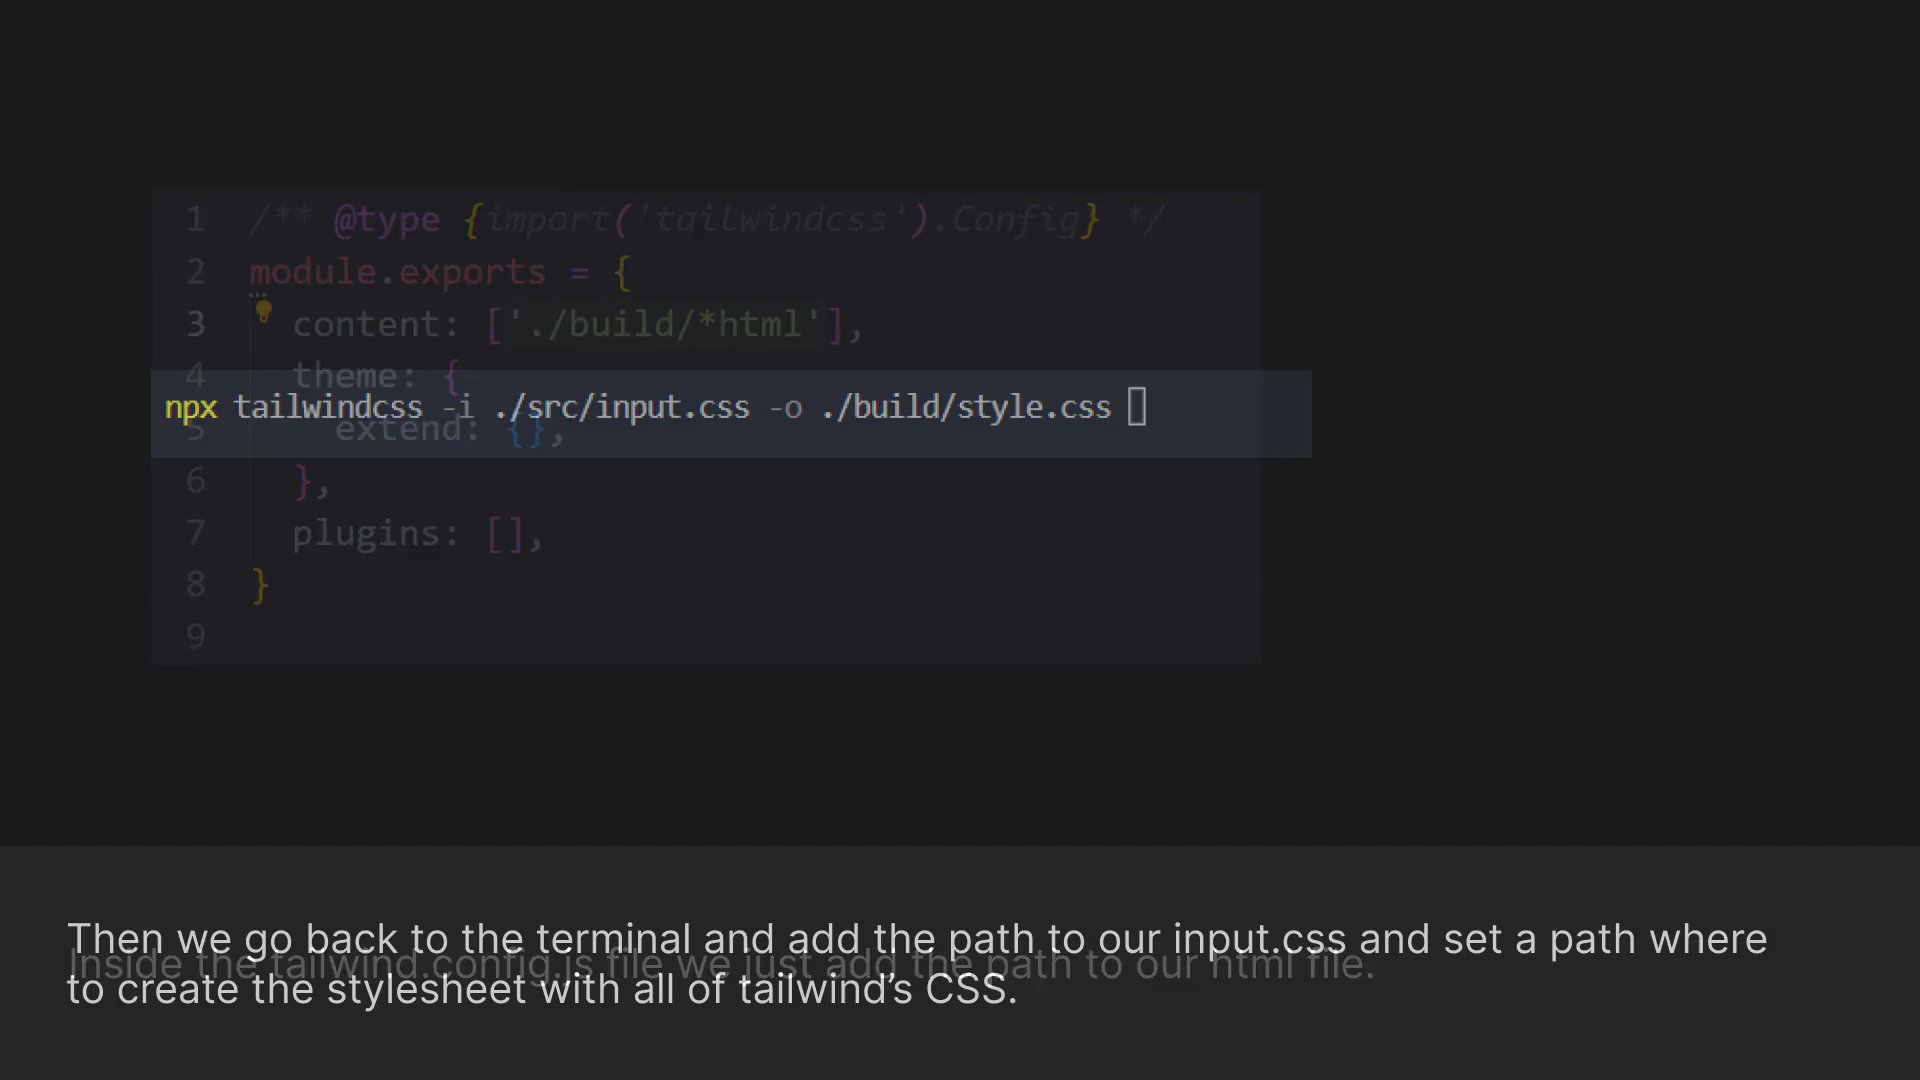 1 /** @type {import('tailwindcss').Config} */
2 module.exports = {
3 content: ['./build/*html'],
4 theme: {
npx tailwindcss -i ./src/input.css -o ./build/style.css
5 extend: {},
6 },
7 plugins: [],
8 }
9
Then we go back to the terminal and add the path to our input.css and set a path where
Inside the tailwind.config.js file we just add the path to our html file.
to create the stylesheet with all of tailwind’s CSS.